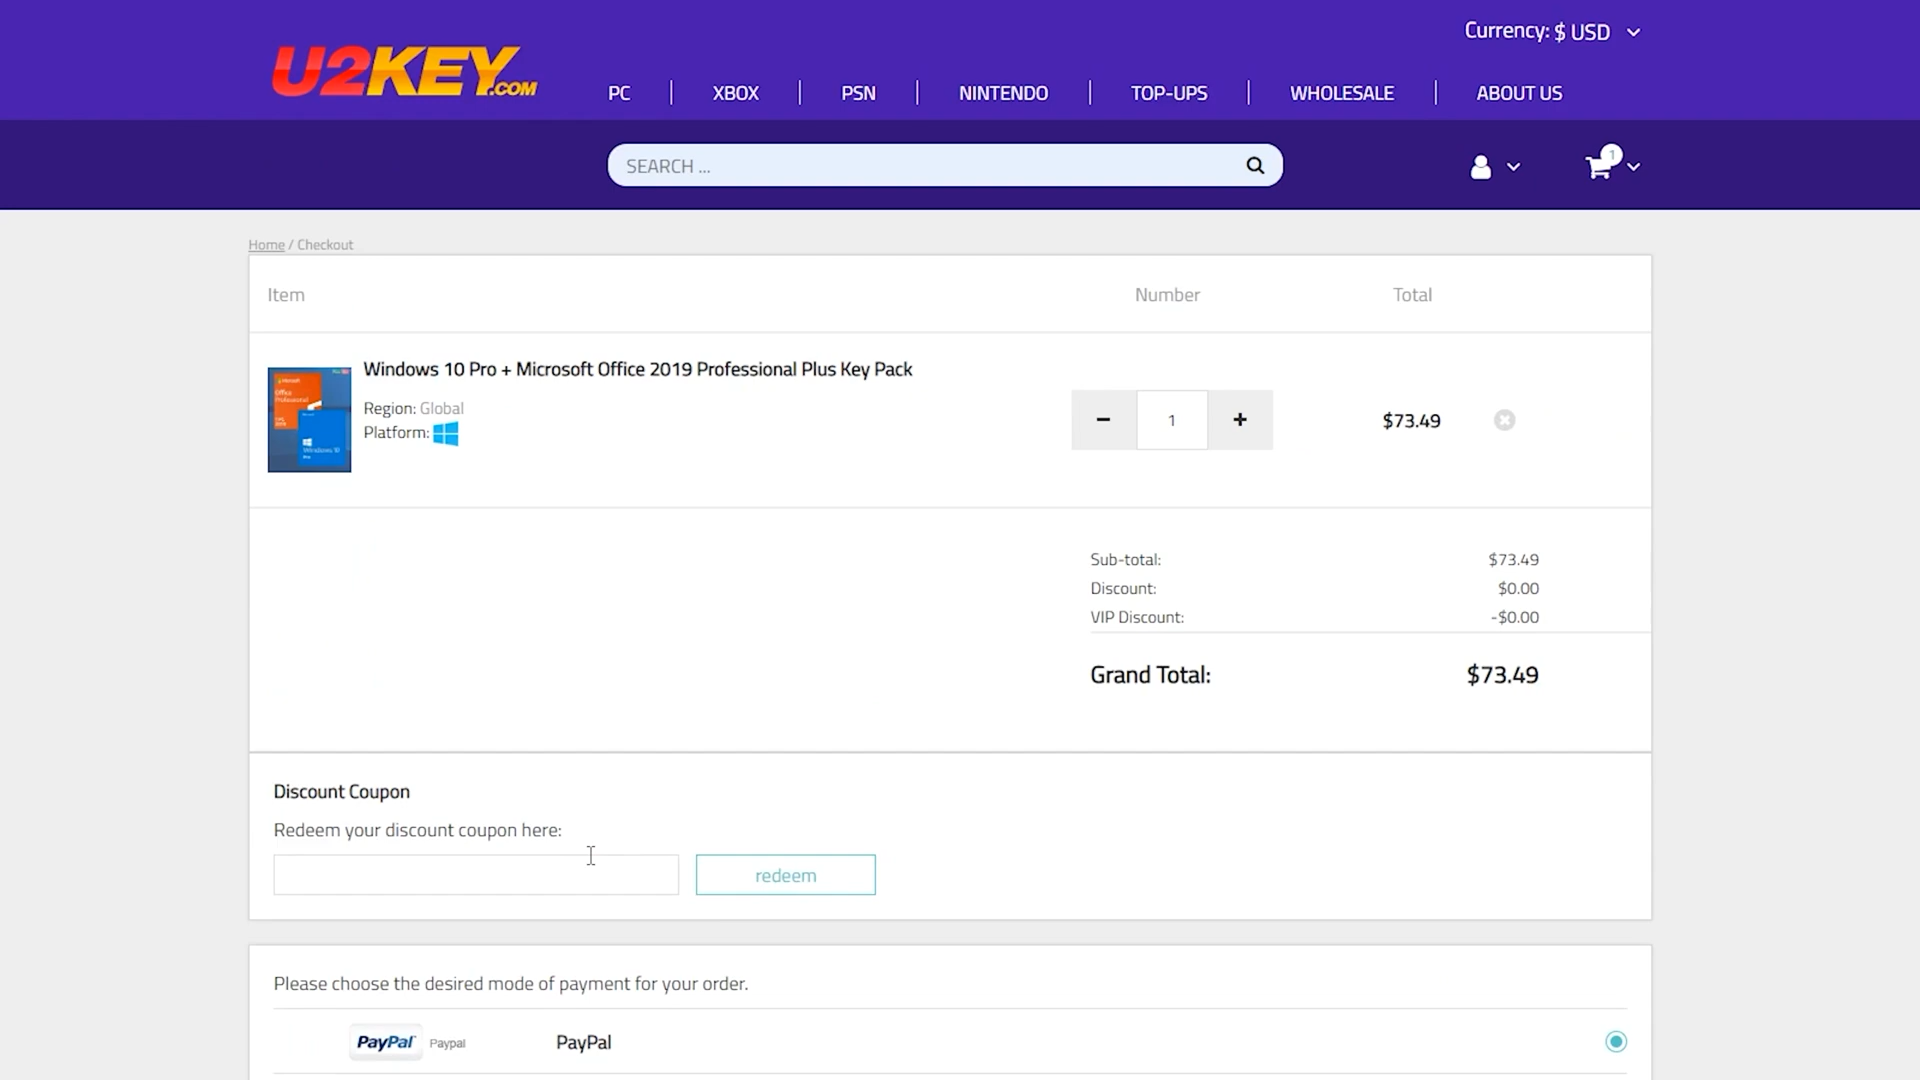 Currency: $ USD
U2KEY.COM
PC
XBOX
PSN
NINTENDO
TOP-UPS
WHOLESALE
ABOUT US
SEARCH ...
1
Home / Checkout
Item
Number
Total
Windows 10 Pro + Microsoft Office 2019 Professional Plus Key Pack
Region: Global
Platform:
− 1 +
$73.49
Sub-total: $73.49
Discount: $0.00
VIP Discount: -$0.00
Grand Total: $73.49
Discount Coupon
Redeem your discount coupon here:
redeem
Please choose the desired mode of payment for your order.
PayPal Paypal PayPal